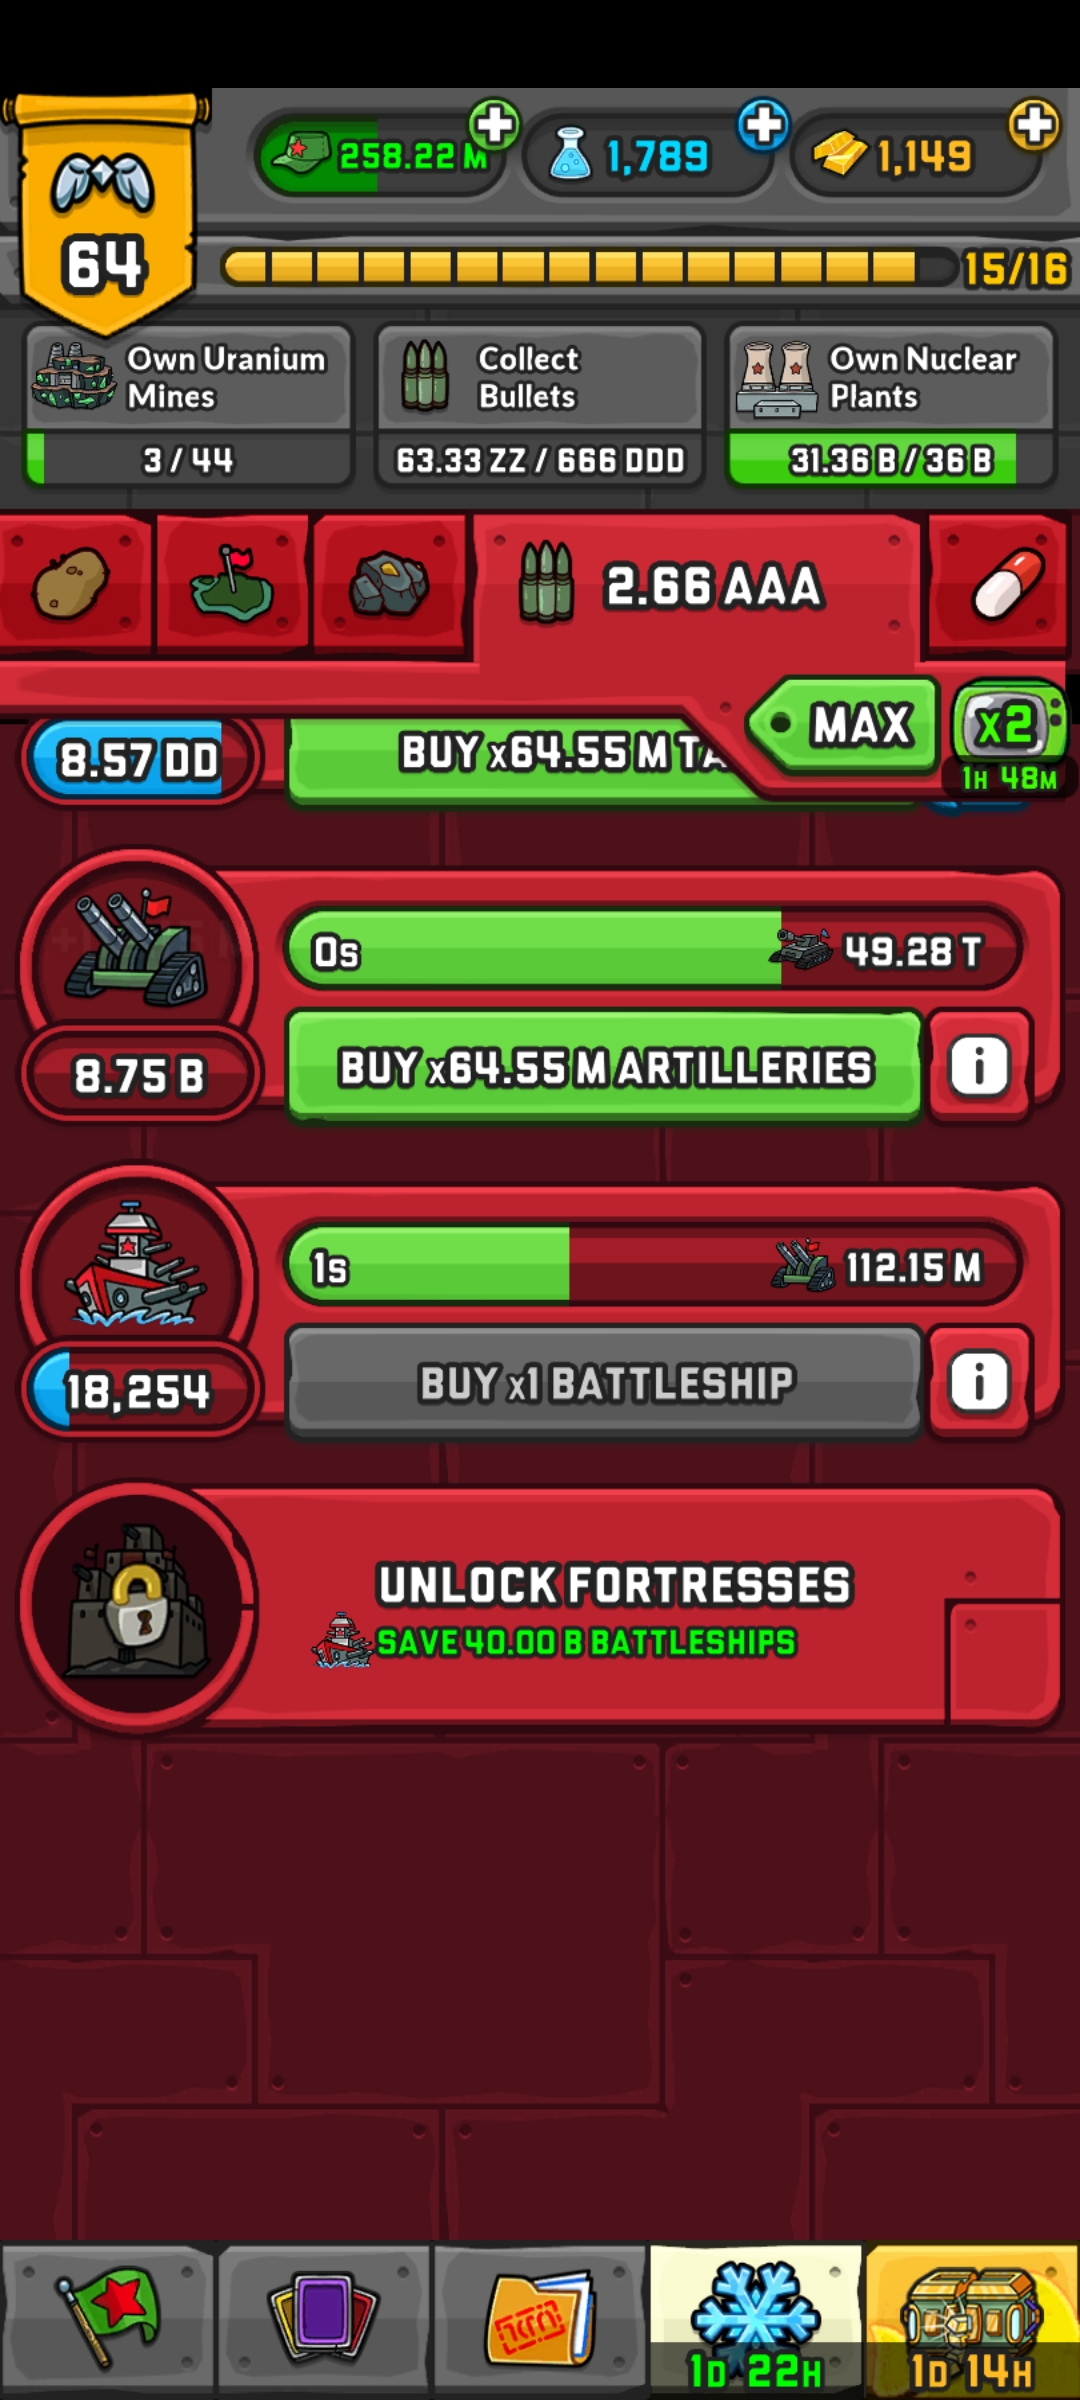 258.22 M
1,789
1,149
64
15/16
Own Uranium
Mines
3 / 44
Collect
Bullets
63.33 ZZ / 666 DDD
Own Nuclear
Plants
31.36 B / 36 B
2.66 AAA
MAX
x2
1H 48M
8.57 DD
BUY x64.55 M TA
0s
49.28 T
8.75 B
BUY x64.55 M ARTILLERIES
i
1s
112.15 M
18,254
BUY x1 BATTLESHIP
i
UNLOCK FORTRESSES
SAVE 40.00 B BATTLESHIPS
1D 22H
1D 14H